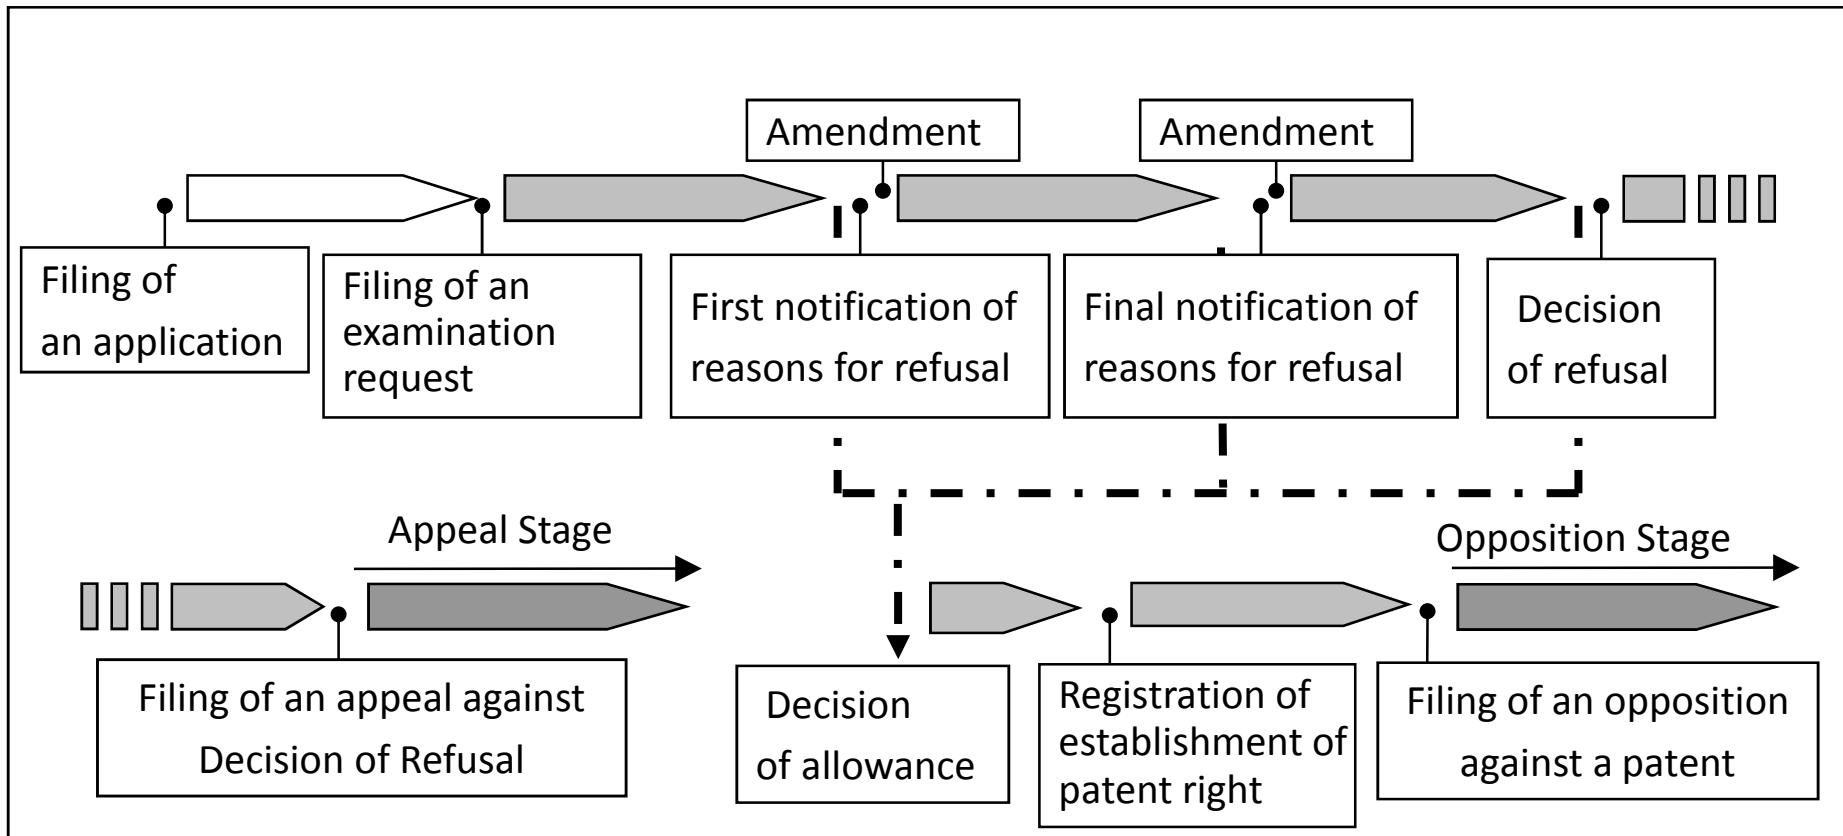 Amendment
Amendment
Filing of
an application
Filing of an
examination
request
First notification of
reasons for refusal
Final notification of
reasons for refusal
Decision
of refusal
Appeal Stage
Opposition Stage
Filing of an appeal against
Decision of Refusal
Decision
of allowance
Registration of
establishment of
patent right
Filing of an opposition
against a patent